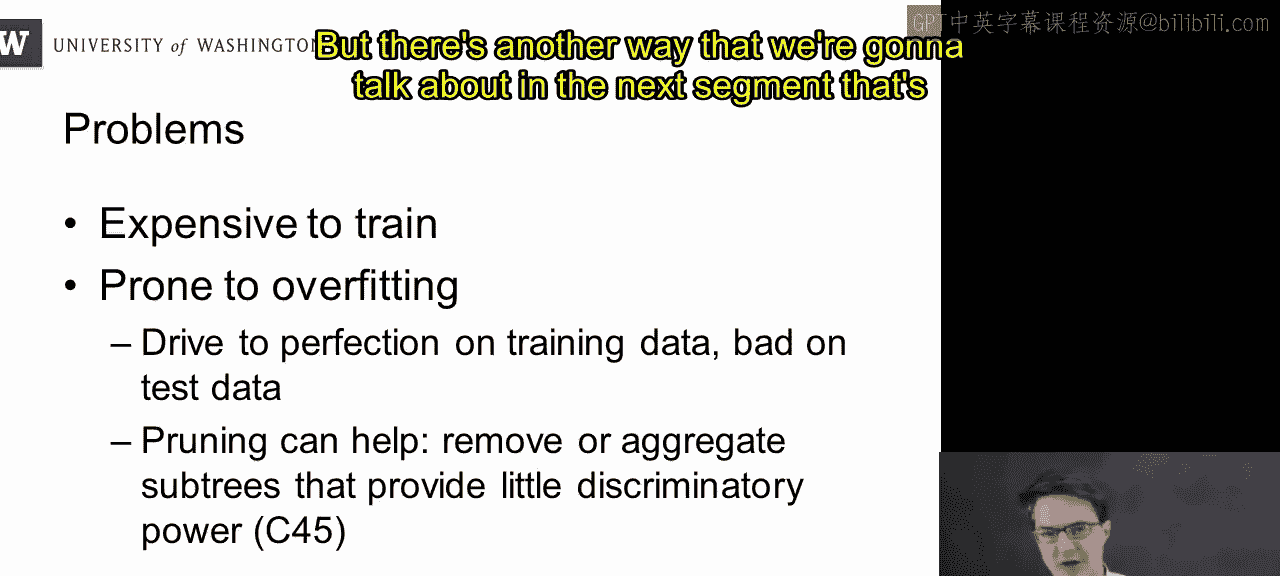 W UNIVERSITY of WASHINGTON
GPT中英字幕课程资源@bilibili.com
But there's another way that we're gonna
talk about in the next segment that's
Problems
• Expensive to train
• Prone to overfitting
– Drive to perfection on training data, bad on
test data
– Pruning can help: remove or aggregate
subtrees that provide little discriminatory
power (C45)